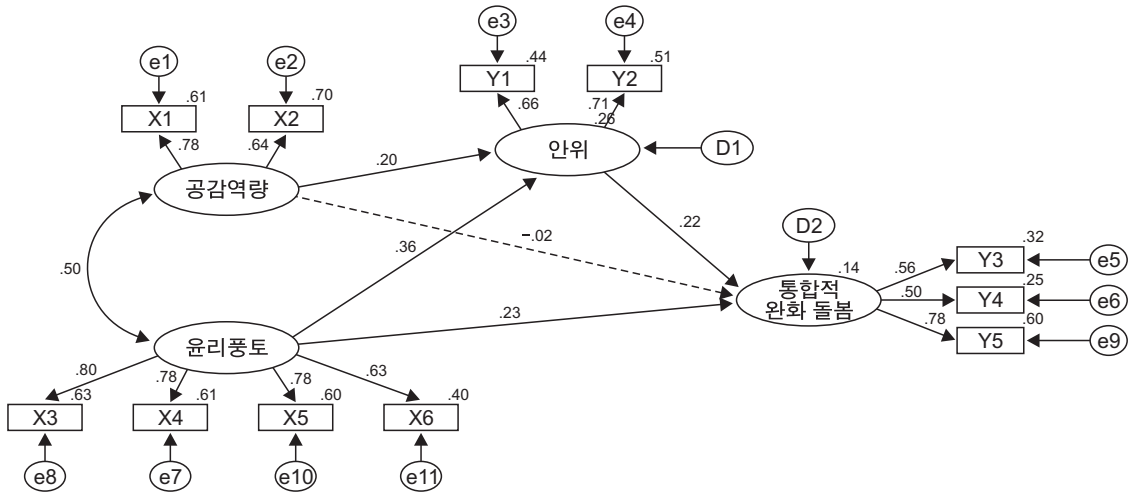 e3
e4
.44
.51
Y1
Y2
e1
e2
.66
.71
.26
.61
.70
X1
X2
안위
D1
.78
.64
.20
공감역량
.22
D2
-.02
.36
.32
.50
.56
Y3
e5
.14
통합적
완화 돌봄
.50
.25
Y4
e6
.23
.78
.60
Y5
e9
윤리풍토
.80
.78
.78
.63
.63
.61
.60
.40
X3
X4
X5
X6
e8
e7
e10
e11